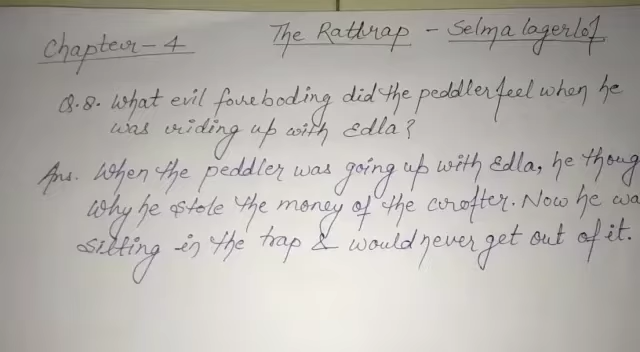 Chapter-4 The Rattrap - Selma lagerlof
Q.8. What evil foreboding did the peddler feel when he
was riding up with Edla?
Ans. When the peddler was going up with Edla, he thoug
Why he stole the money of the crofter. Now he wa
sitting in the trap & would never get out of it.